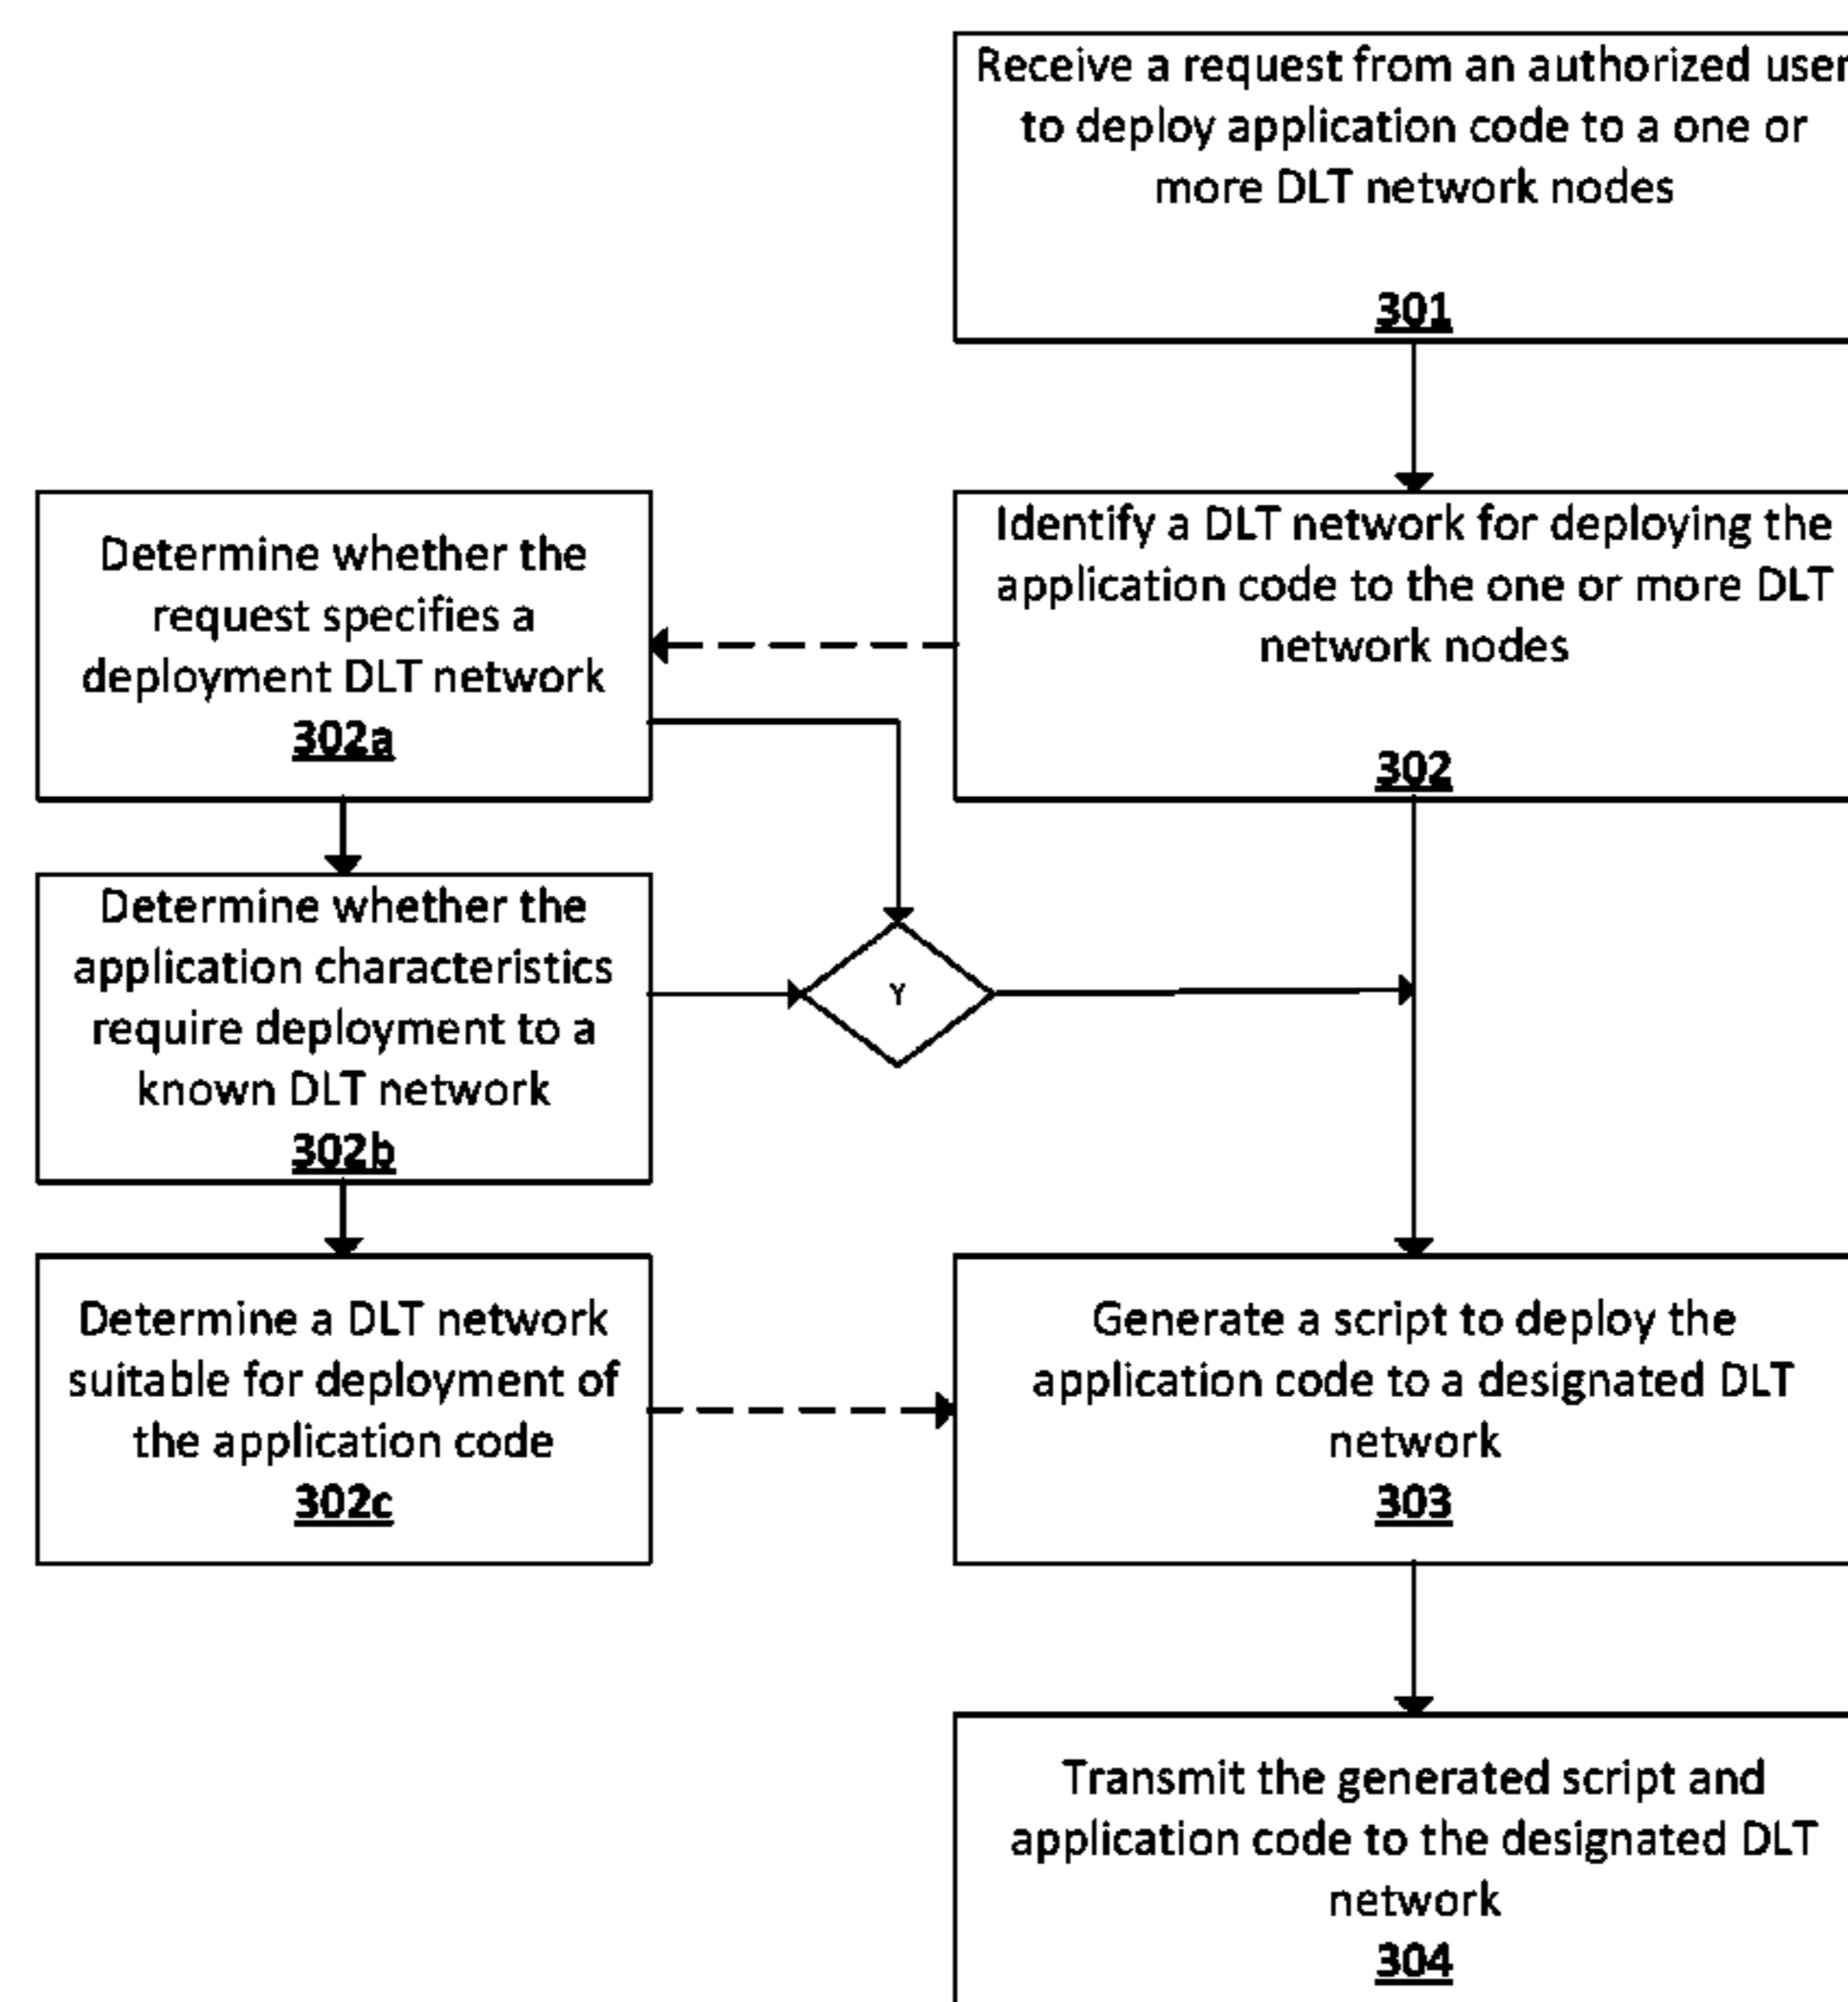 Receive a request from an authorized user
to deploy application code to a one or
more DLT network nodes
301
Identify a DLT network for deploying the
application code to the one or more DLT
network nodes
302
Determine whether the
request specifies a
deployment DLT network
302a
Determine whether the
application characteristics
require deployment to a
known DLT network
302b
Y
Determine a DLT network
suitable for deployment of
the application code
302c
Generate a script to deploy the
application code to a designated DLT
network
303
Transmit the generated script and
application code to the designated DLT
network
304